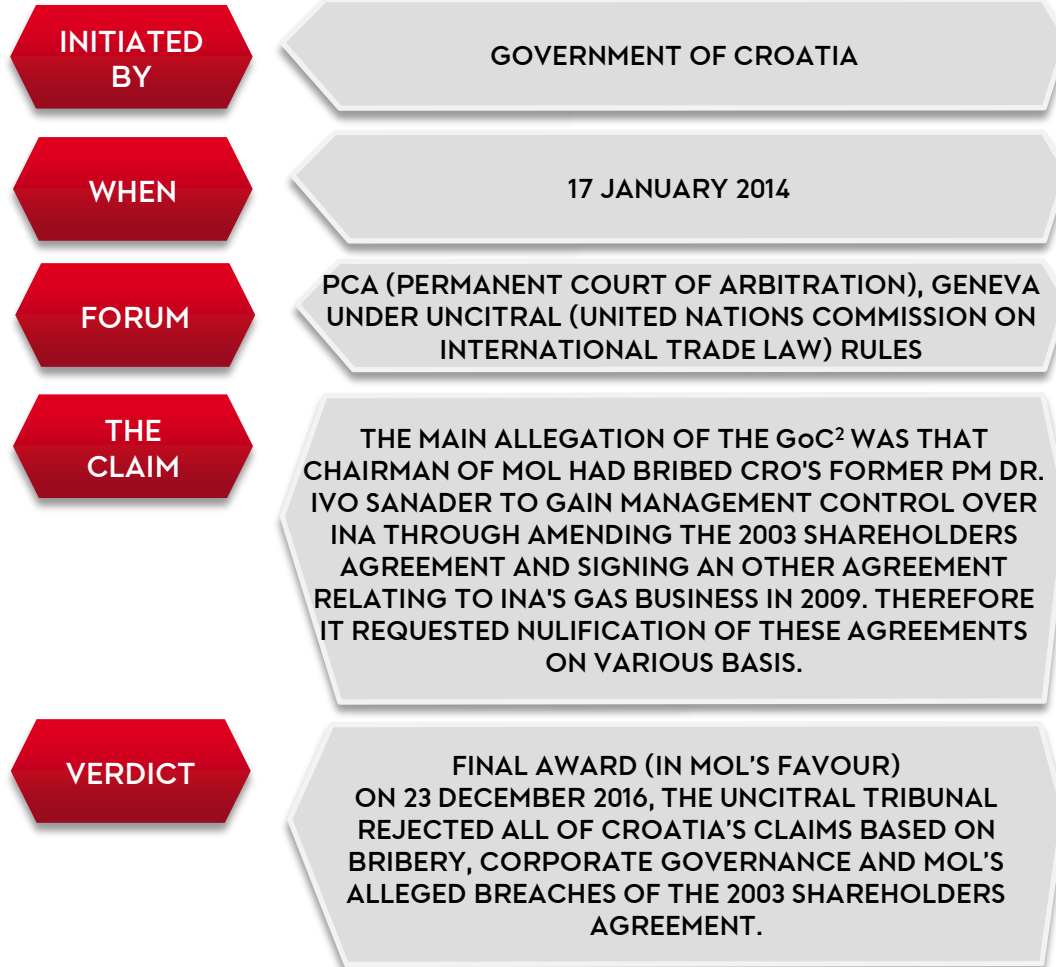 INITIATED
BY
GOVERNMENT OF CROATIA
WHEN
17 JANUARY 2014
FORUM
PCA (PERMANENT COURT OF ARBITRATION), GENEVA
UNDER UNCITRAL (UNITED NATIONS COMMISSION ON
INTERNATIONAL TRADE LAW) RULES
THE
CLAIM
THE MAIN ALLEGATION OF THE GoC² WAS THAT
CHAIRMAN OF MOL HAD BRIBED CRO'S FORMER PM DR.
IVO SANADER TO GAIN MANAGEMENT CONTROL OVER
INA THROUGH AMENDING THE 2003 SHAREHOLDERS
AGREEMENT AND SIGNING AN OTHER AGREEMENT
RELATING TO INA'S GAS BUSINESS IN 2009. THEREFORE
IT REQUESTED NULIFICATION OF THESE AGREEMENTS
ON VARIOUS BASIS.
VERDICT
FINAL AWARD (IN MOL'S FAVOUR)
ON 23 DECEMBER 2016, THE UNCITRAL TRIBUNAL
REJECTED ALL OF CROATIA'S CLAIMS BASED ON
BRIBERY, CORPORATE GOVERNANCE AND MOL'S
ALLEGED BREACHES OF THE 2003 SHAREHOLDERS
AGREEMENT.